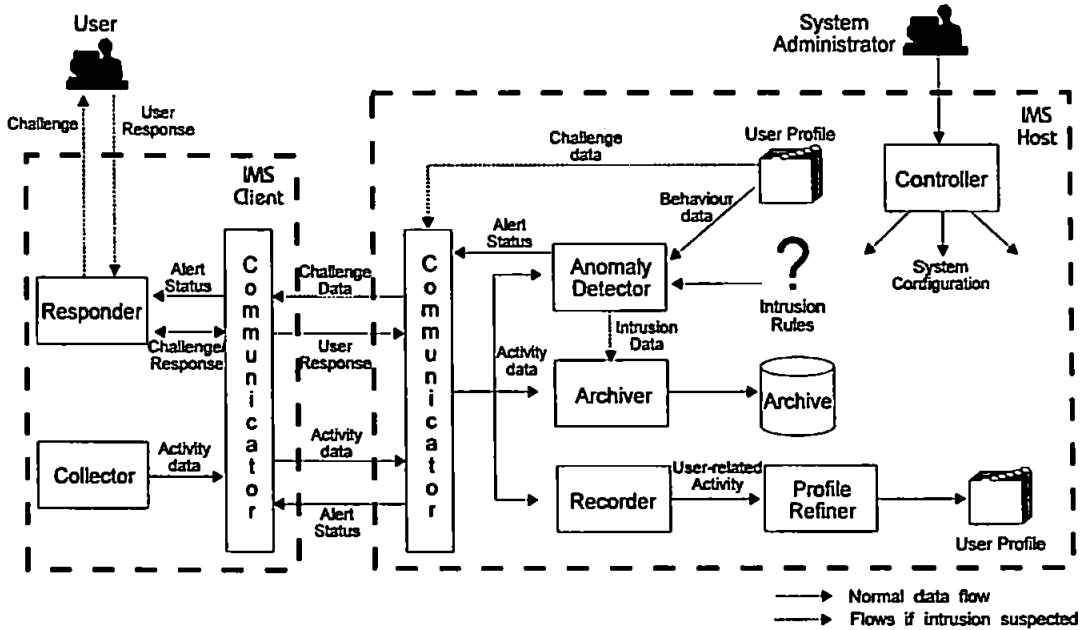 User
System
Administrator
Challenge
User
Response
IMS
Client
IMS
Host
Challenge
data
User Profile
Controller
Behaviour
data
Alert
Status
Communicator
Communicator
Alert
Status
Challenge
Data
Anomaly
Detector
?
Intrusion
Rules
System
Configuration
Responder
Challenge/
Response
User
Response
Intrusion
Data
Activity
data
Archiver
Archive
Collector
Activity
data
Activity
data
Alert
Status
Recorder
User-related
Activity
Profile
Refiner
User Profile
Normal data flow
Flows if intrusion suspected